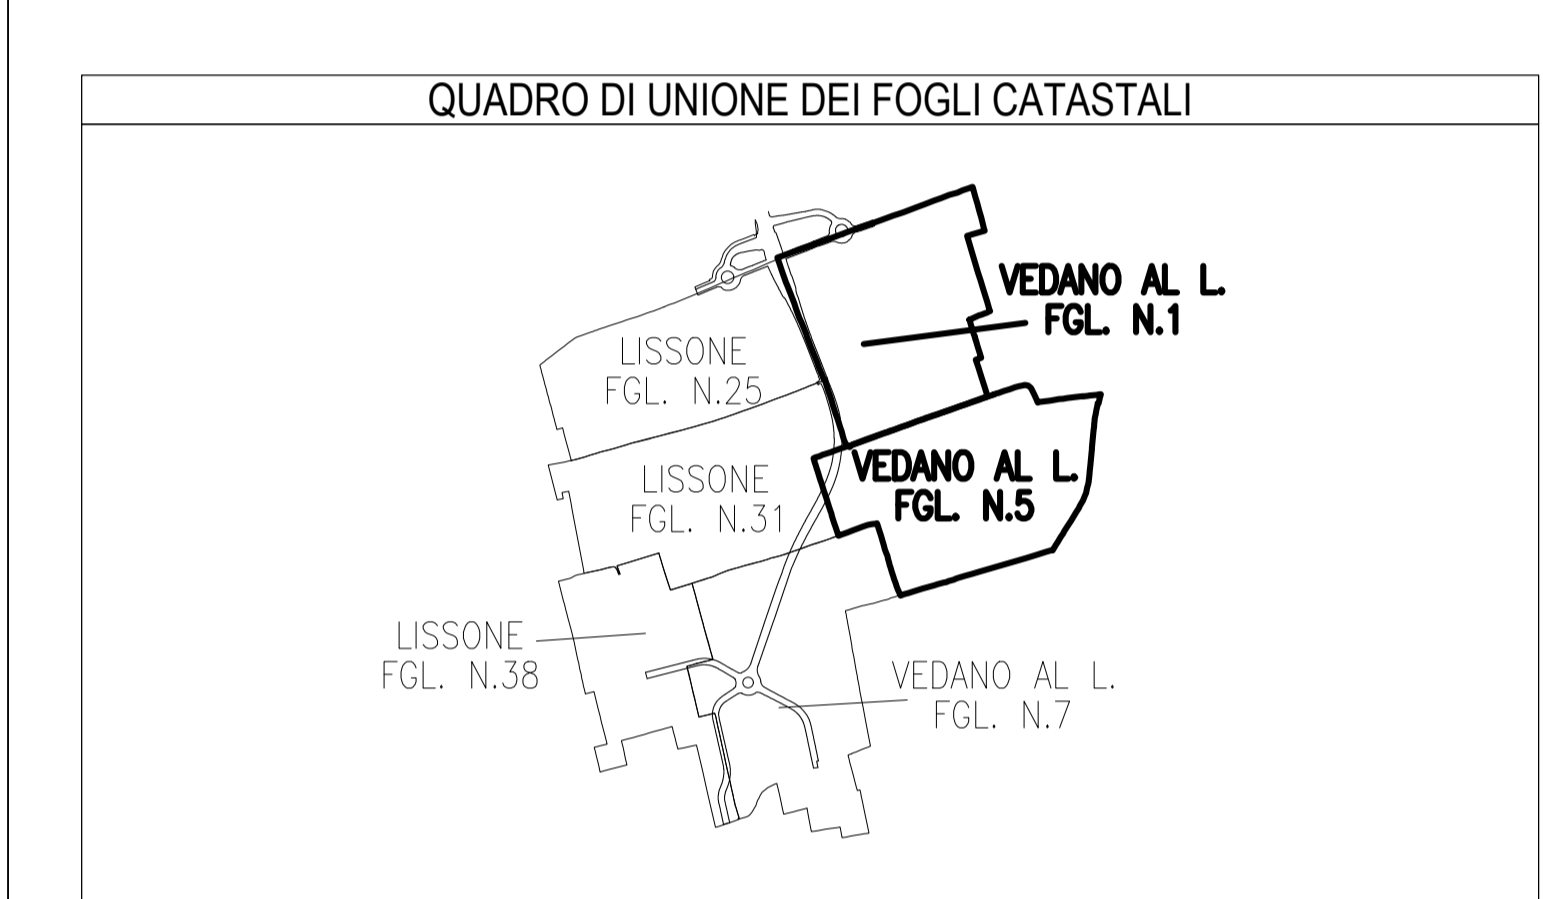 QUADRO DI UNIONE DEI FOGLI CATASTALI
VEDANO AL L.
FGL. N.1
LISSONE
FGL. N.25
VEDANO AL L.
FGL. N.5
LISSONE
FGL. N.31
LISSONE
FGL. N.38
VEDANO AL L.
FGL. N.7